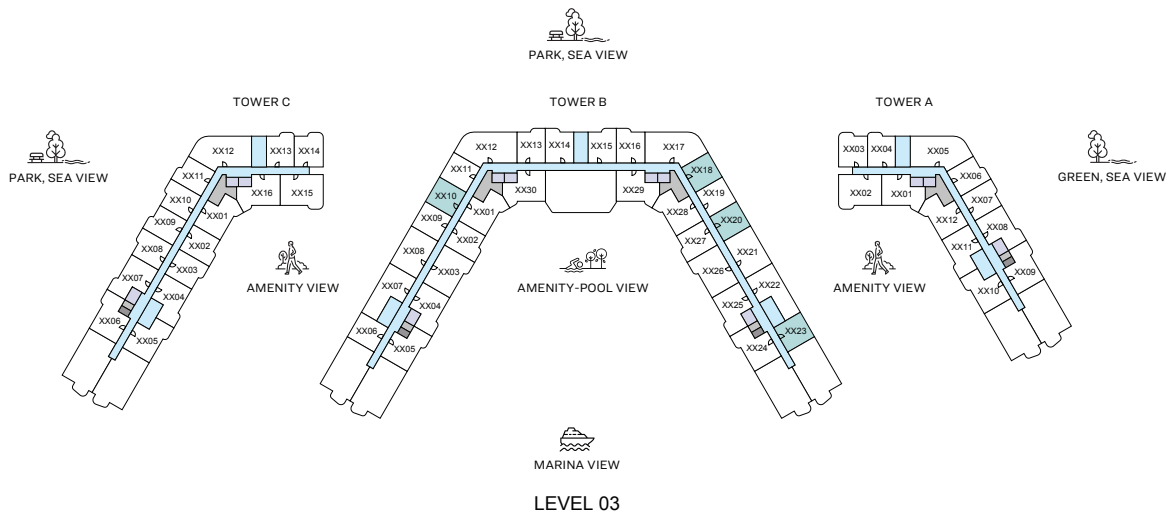 PARK, SEA VIEW
TOWER C
TOWER B
TOWER A
PARK, SEA VIEW
GREEN, SEA VIEW
XX12
XX13
XX14
XX11
XX10
XX09
XX08
XX07
XX06
XX01
XX02
XX03
XX04
XX05
XX16
XX15
AMENITY VIEW
XX12
XX13
XX14
XX15
XX16
XX17
XX11
XX10
XX09
XX08
XX07
XX06
XX30
XX01
XX02
XX03
XX04
XX05
XX29
XX28
XX27
XX26
XX25
XX24
XX18
XX19
XX20
XX21
XX22
XX23
AMENITY-POOL VIEW
XX03
XX04
XX05
XX02
XX01
XX06
XX07
XX08
XX09
XX12
XX11
XX10
AMENITY VIEW
MARINA VIEW
LEVEL 03